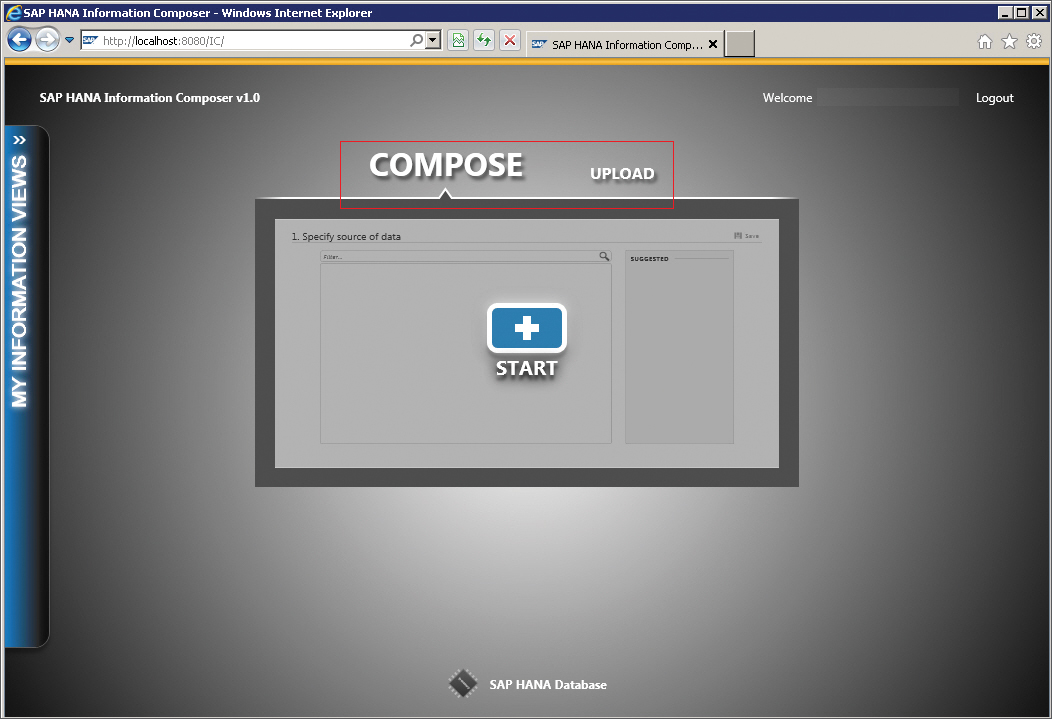 SAP HANA Information Composer - Windows Internet Explorer
http://localhost:8080/IC/
SAP HANA Information Comp...
SAP HANA Information Composer v1.0
Welcome
Logout
MY INFORMATION VIEWS
COMPOSE
UPLOAD
1. Specify source of data
Save
Filter...
SUGGESTED
START
SAP HANA Database